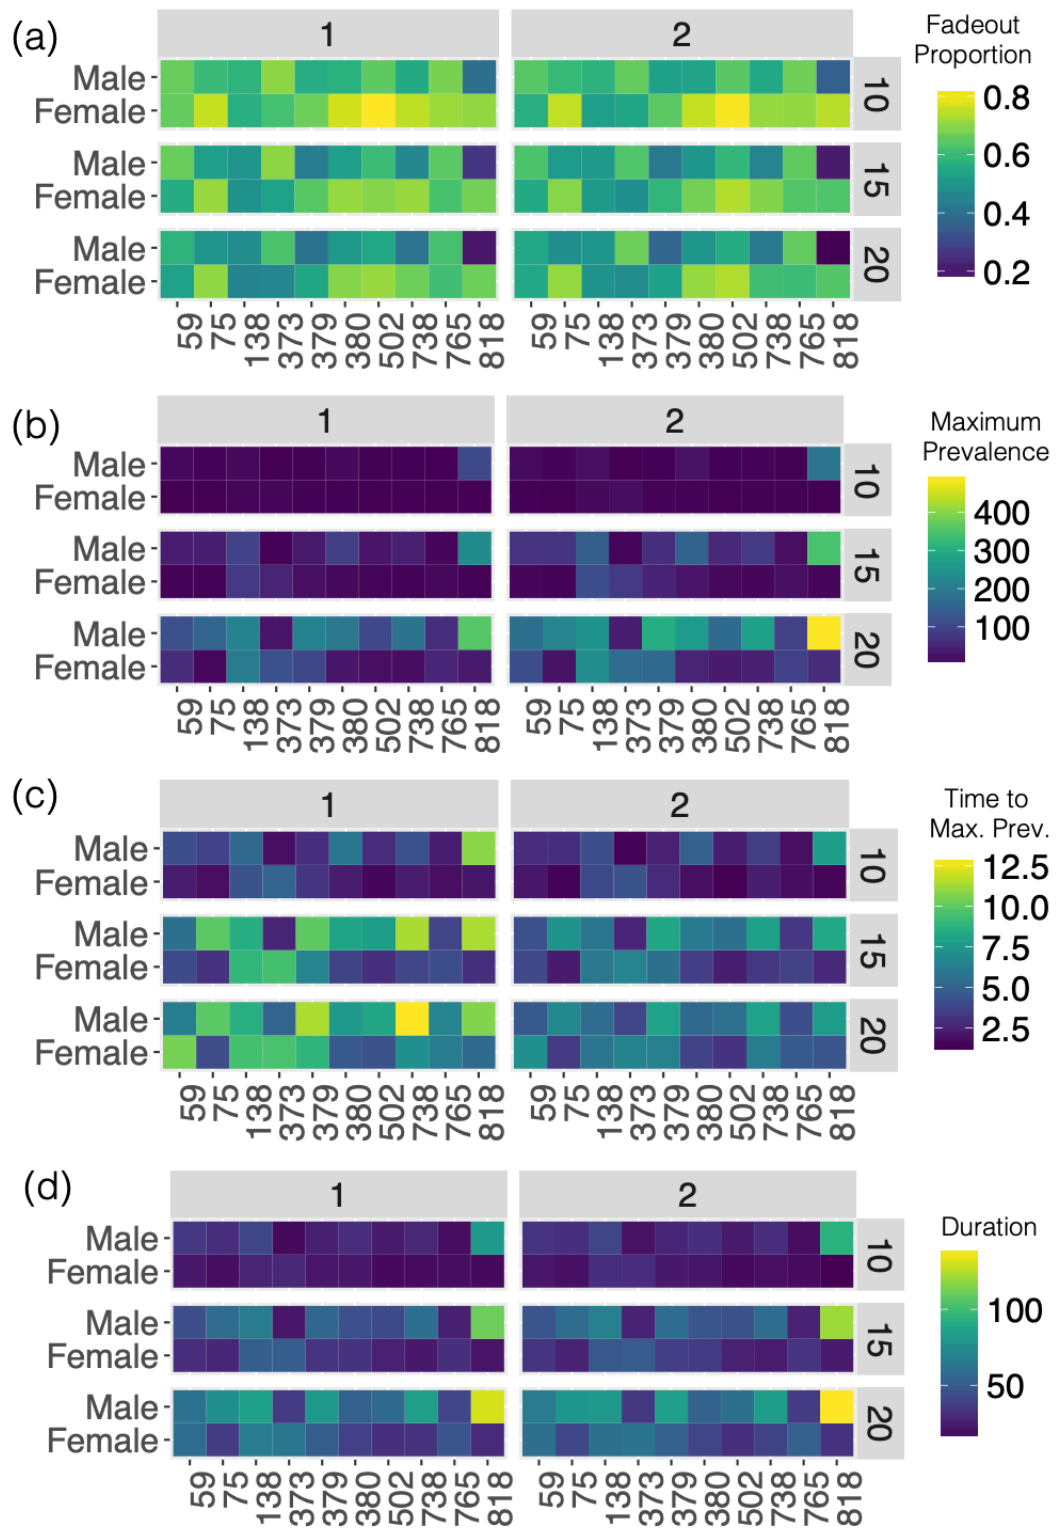 (a)
1 2
Fadeout
Proportion
Male
Female
10
Male
Female
15
Male
Female
20
0.8
0.6
0.4
0.2
59 75 138 373 379 380 502 738 765 818
59 75 138 373 379 380 502 738 765 818
(b)
1 2
Maximum
Prevalence
Male
Female
10
Male
Female
15
Male
Female
20
400
300
200
100
59 75 138 373 379 380 502 738 765 818
59 75 138 373 379 380 502 738 765 818
(c)
1 2
Time to
Max. Prev.
Male
Female
10
Male
Female
15
Male
Female
20
12.5
10.0
7.5
5.0
2.5
59 75 138 373 379 380 502 738 765 818
59 75 138 373 379 380 502 738 765 818
(d)
1 2
Duration
Male
Female
10
Male
Female
15
Male
Female
20
100
50
59 75 138 373 379 380 502 738 765 818
59 75 138 373 379 380 502 738 765 818